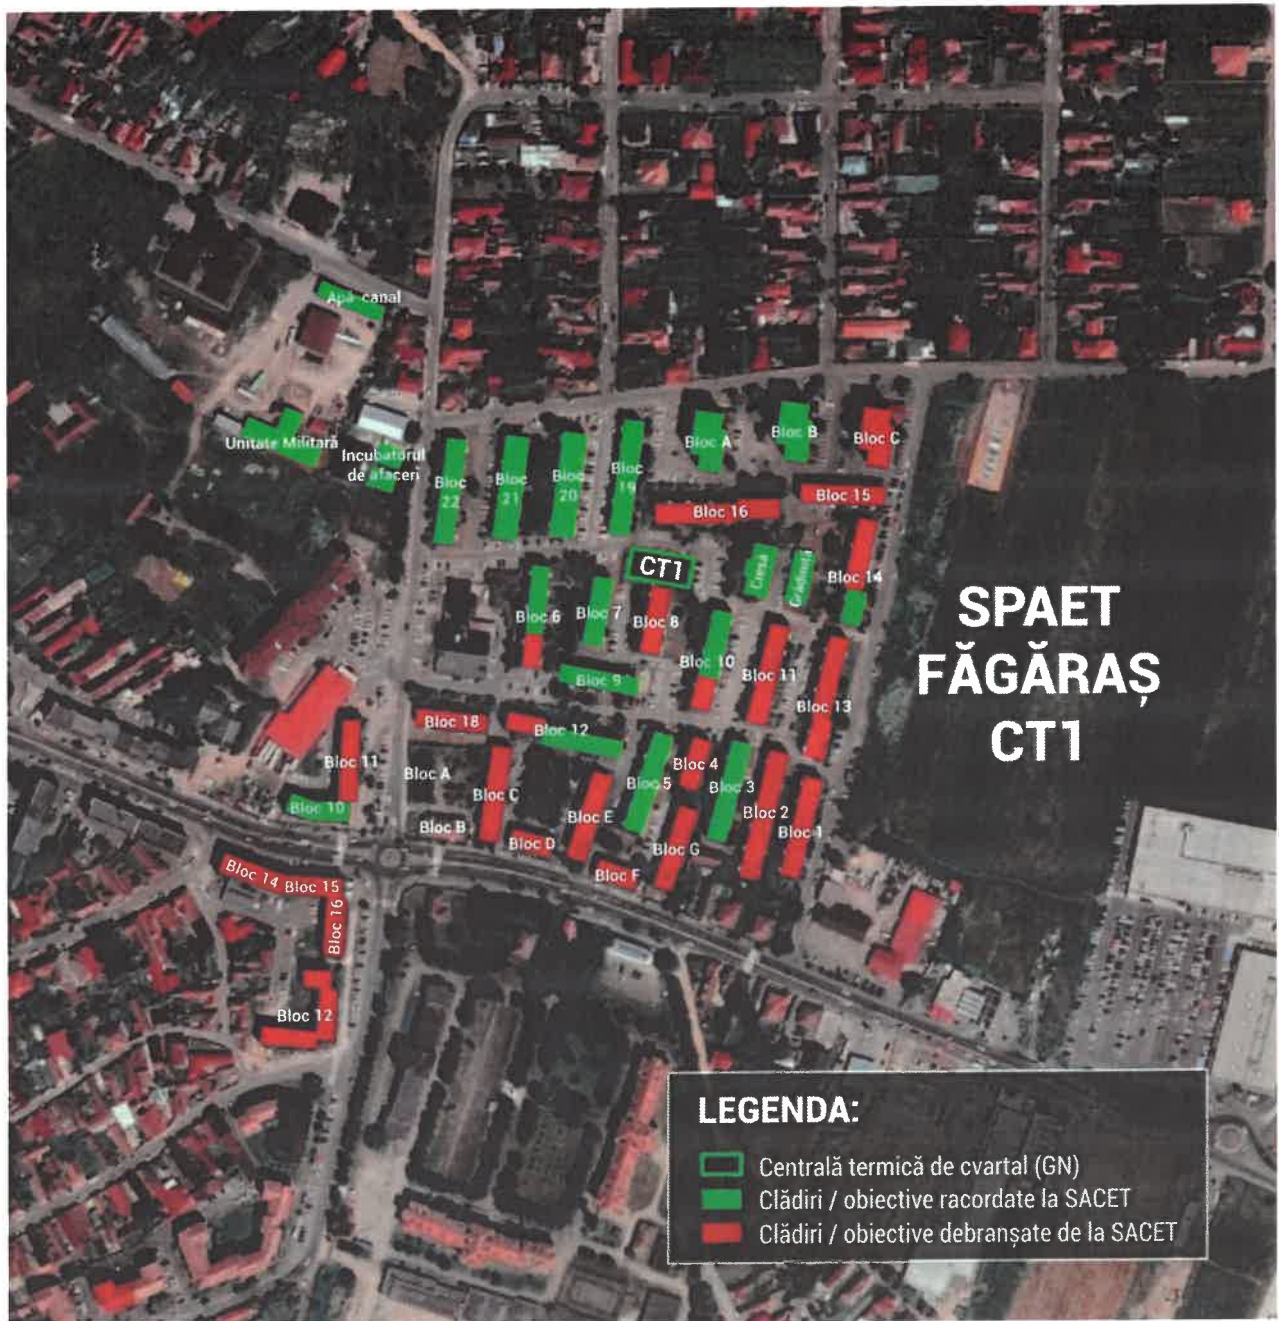 Apă-canal
Unitate Militară
Incubatorul
de afaceri
Bloc
22
Bloc
21
Bloc
20
Bloc
19
Bloc A
Bloc B
Bloc C
Bloc 16
Bloc 15
CT1
Creșă
Grădiniță
Bloc 14
Bloc 6
Bloc 7
Bloc 8
Bloc 10
Bloc 11
Bloc 13
Bloc 9
Bloc 18
Bloc 12
Bloc 11
Bloc 10
Bloc A
Bloc B
Bloc C
Bloc D
Bloc E
Bloc F
Bloc 5
Bloc 4
Bloc 3
Bloc G
Bloc 2
Bloc 1
Bloc 14
Bloc 15
Bloc 16
Bloc 12
SPAET
FĂGĂRAȘ
CT1
LEGENDA:
Centrală termică de cvartal (GN)
Clădiri / obiective racordate la SACET
Clădiri / obiective debranșate de la SACET